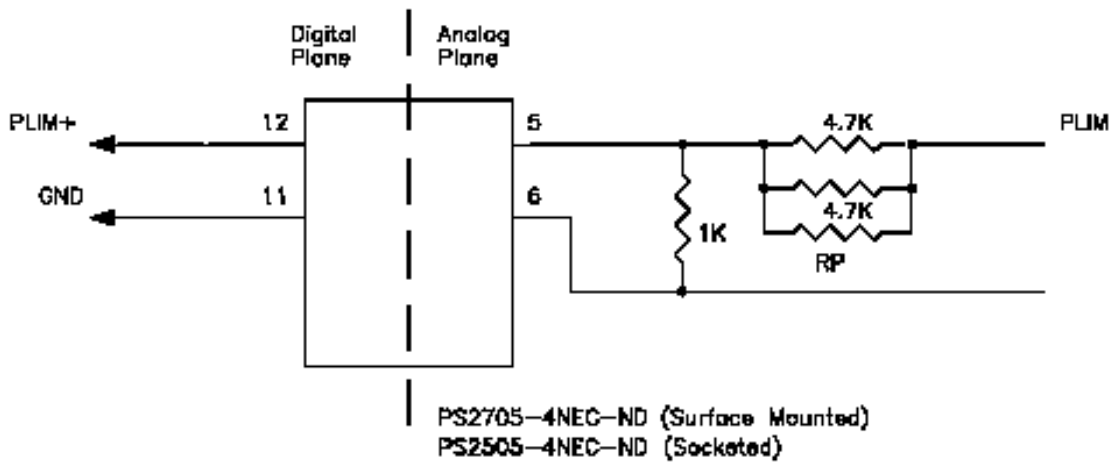 Digital Plane
Analog Plane
PLIM+
12
5
4.7K
PLIM
GND
11
6
4.7K
1K
RP
PS2705-4NEC-ND (Surface Mounted)
PS2505-4NEC-ND (Socketed)